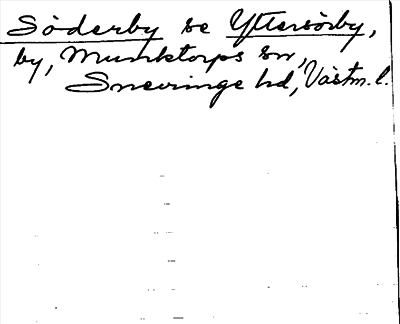 Söderby se Yttersörby,
by, Munktorps sn,
Snevringe hd, Västm. l.